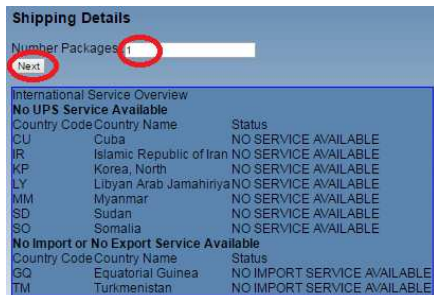 Shipping Details
Number Packages: 1
Next
International Service Overview
No UPS Service Available
Country Code Country Name Status
CU Cuba NO SERVICE AVAILABLE
IR Islamic Republic of Iran NO SERVICE AVAILABLE
KP Korea, North NO SERVICE AVAILABLE
LY Libyan Arab Jamahiriya NO SERVICE AVAILABLE
MM Myanmar NO SERVICE AVAILABLE
SD Sudan NO SERVICE AVAILABLE
SO Somalia NO SERVICE AVAILABLE
No Import or No Export Service Available
Country Code Country Name Status
GQ Equatorial Guinea NO IMPORT SERVICE AVAILABLE
TM Turkmenistan NO IMPORT SERVICE AVAILABLE